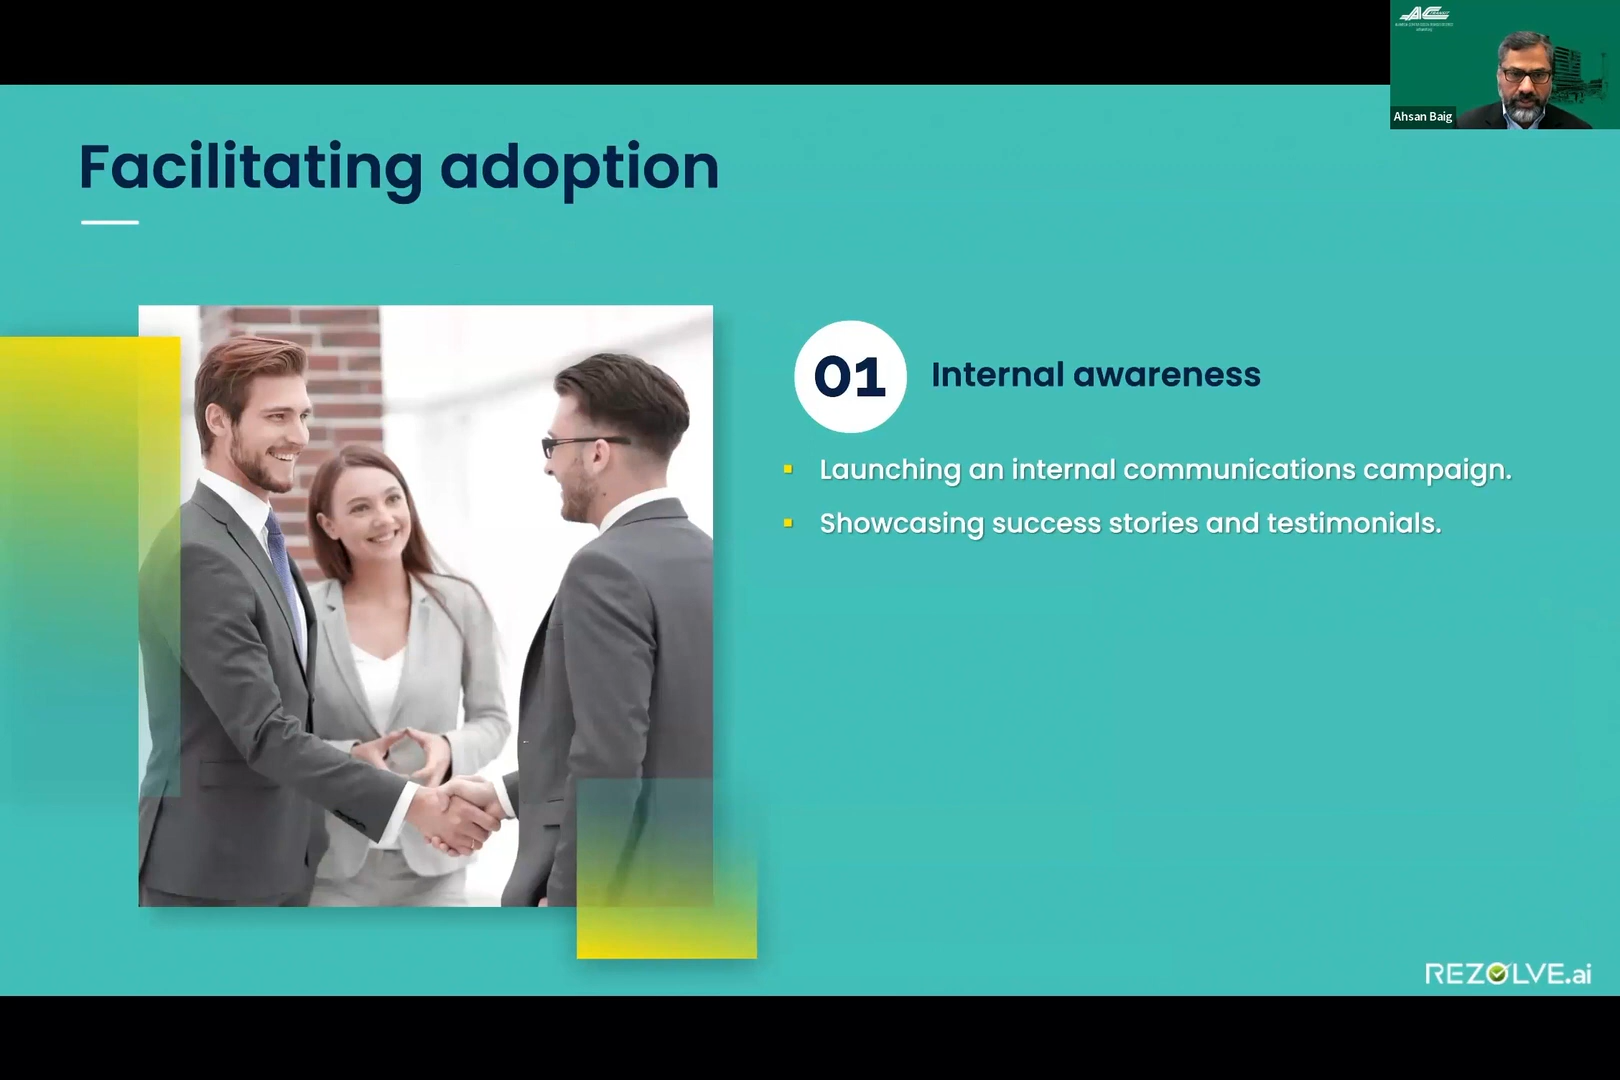 AC
Ahsan Baig
Facilitating adoption
01
Internal awareness
Launching an internal communications campaign.
Showcasing success stories and testimonials.
REZOLVE.ai